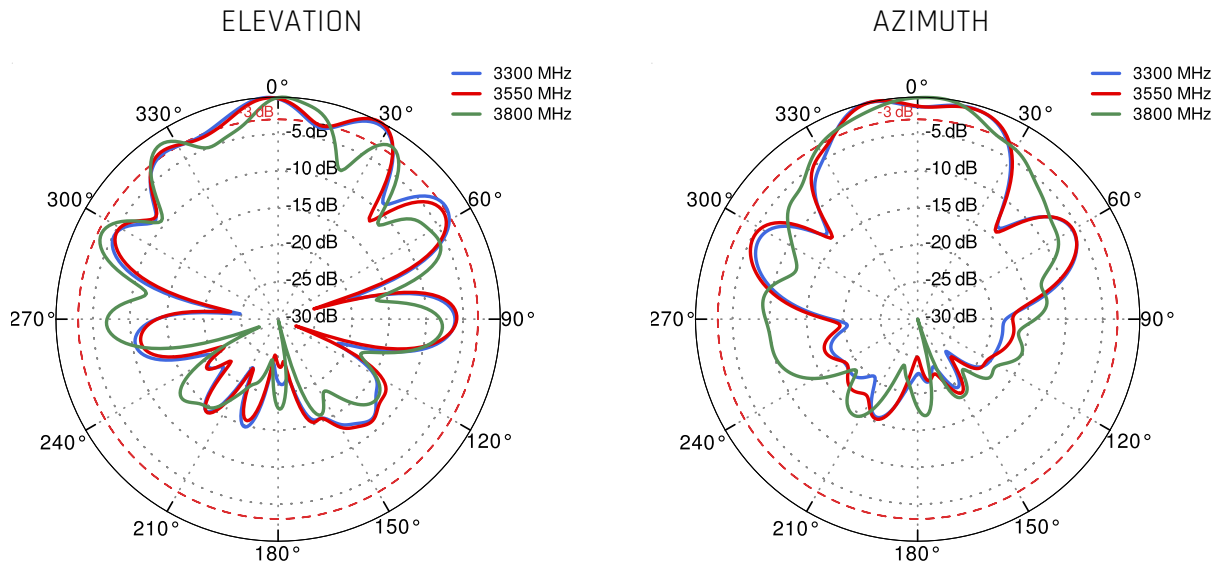 ELEVATION
3300 MHz
3550 MHz
3800 MHz
0°
330°
30°
-3 dB
-5 dB
-10 dB
300°
60°
-15 dB
-20 dB
-25 dB
-30 dB
270°
90°
240°
120°
210°
150°
180°
AZIMUTH
3300 MHz
3550 MHz
3800 MHz
0°
330°
30°
-3 dB
-5 dB
-10 dB
300°
60°
-15 dB
-20 dB
-25 dB
-30 dB
270°
90°
240°
120°
210°
150°
180°